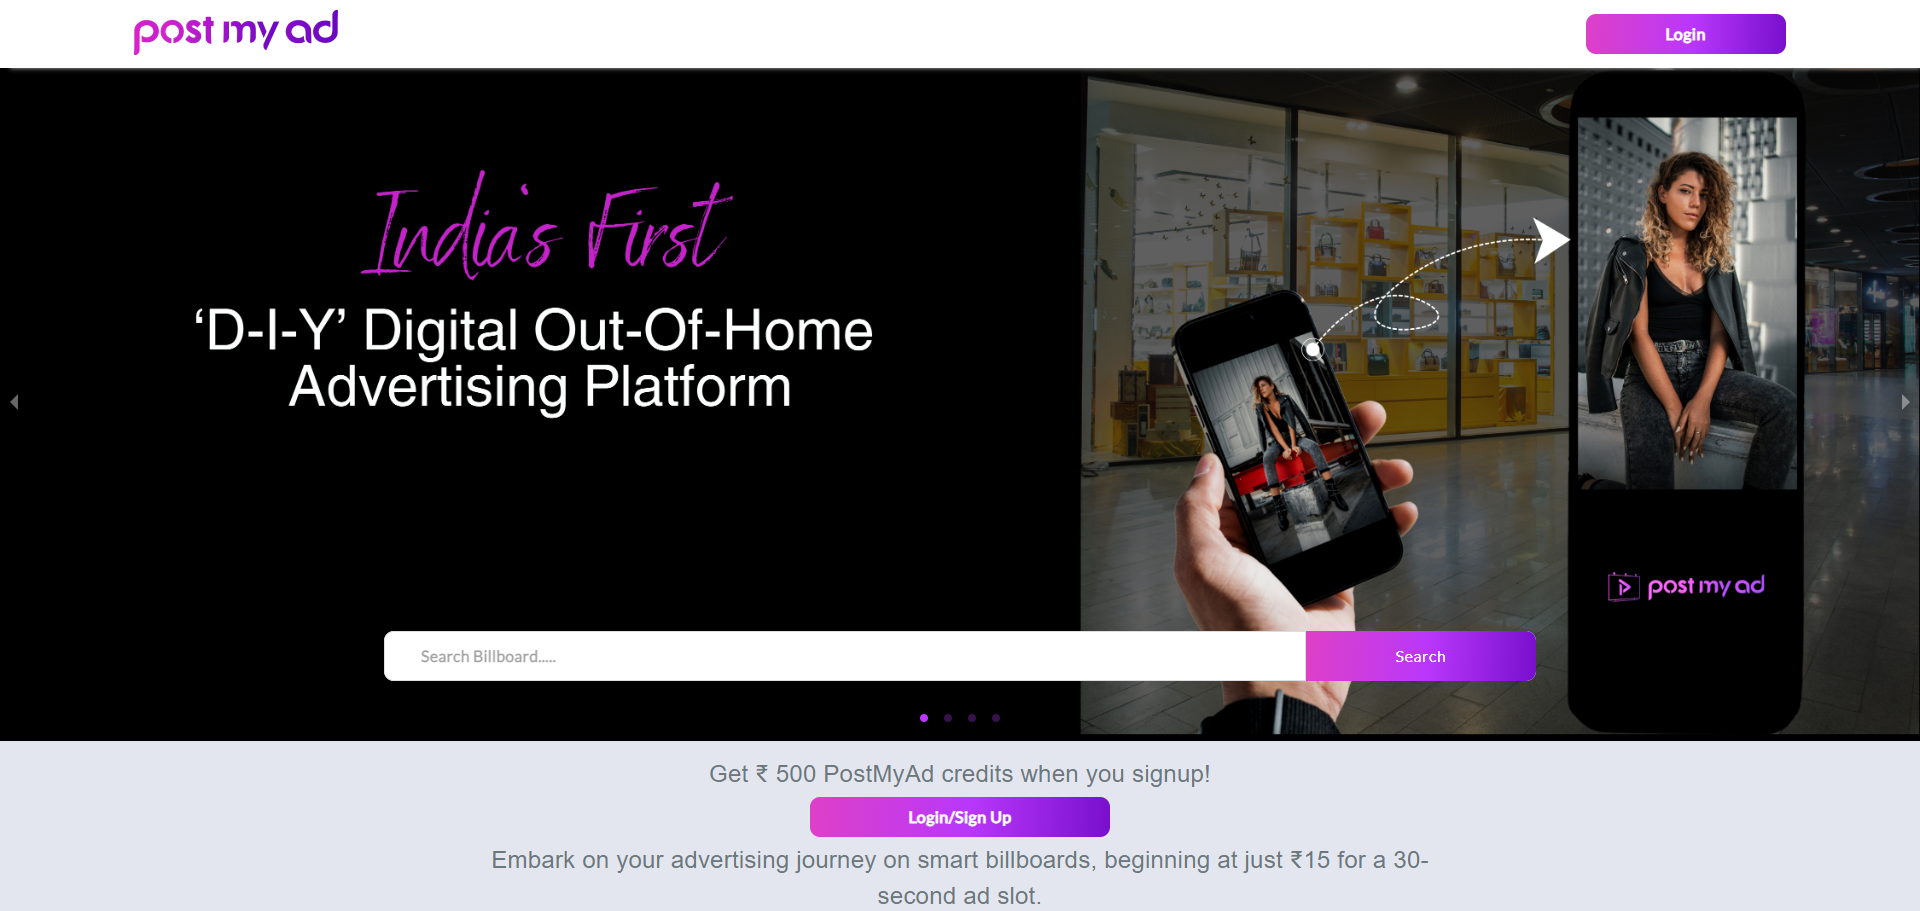 post my ad
Login
India's First
‘D-I-Y’ Digital Out-Of-Home
Advertising Platform
post my ad
Search Billboard.....
Search
Get ₹ 500 PostMyAd credits when you signup!
Login/Sign Up
Embark on your advertising journey on smart billboards, beginning at just ₹15 for a 30-
second ad slot.